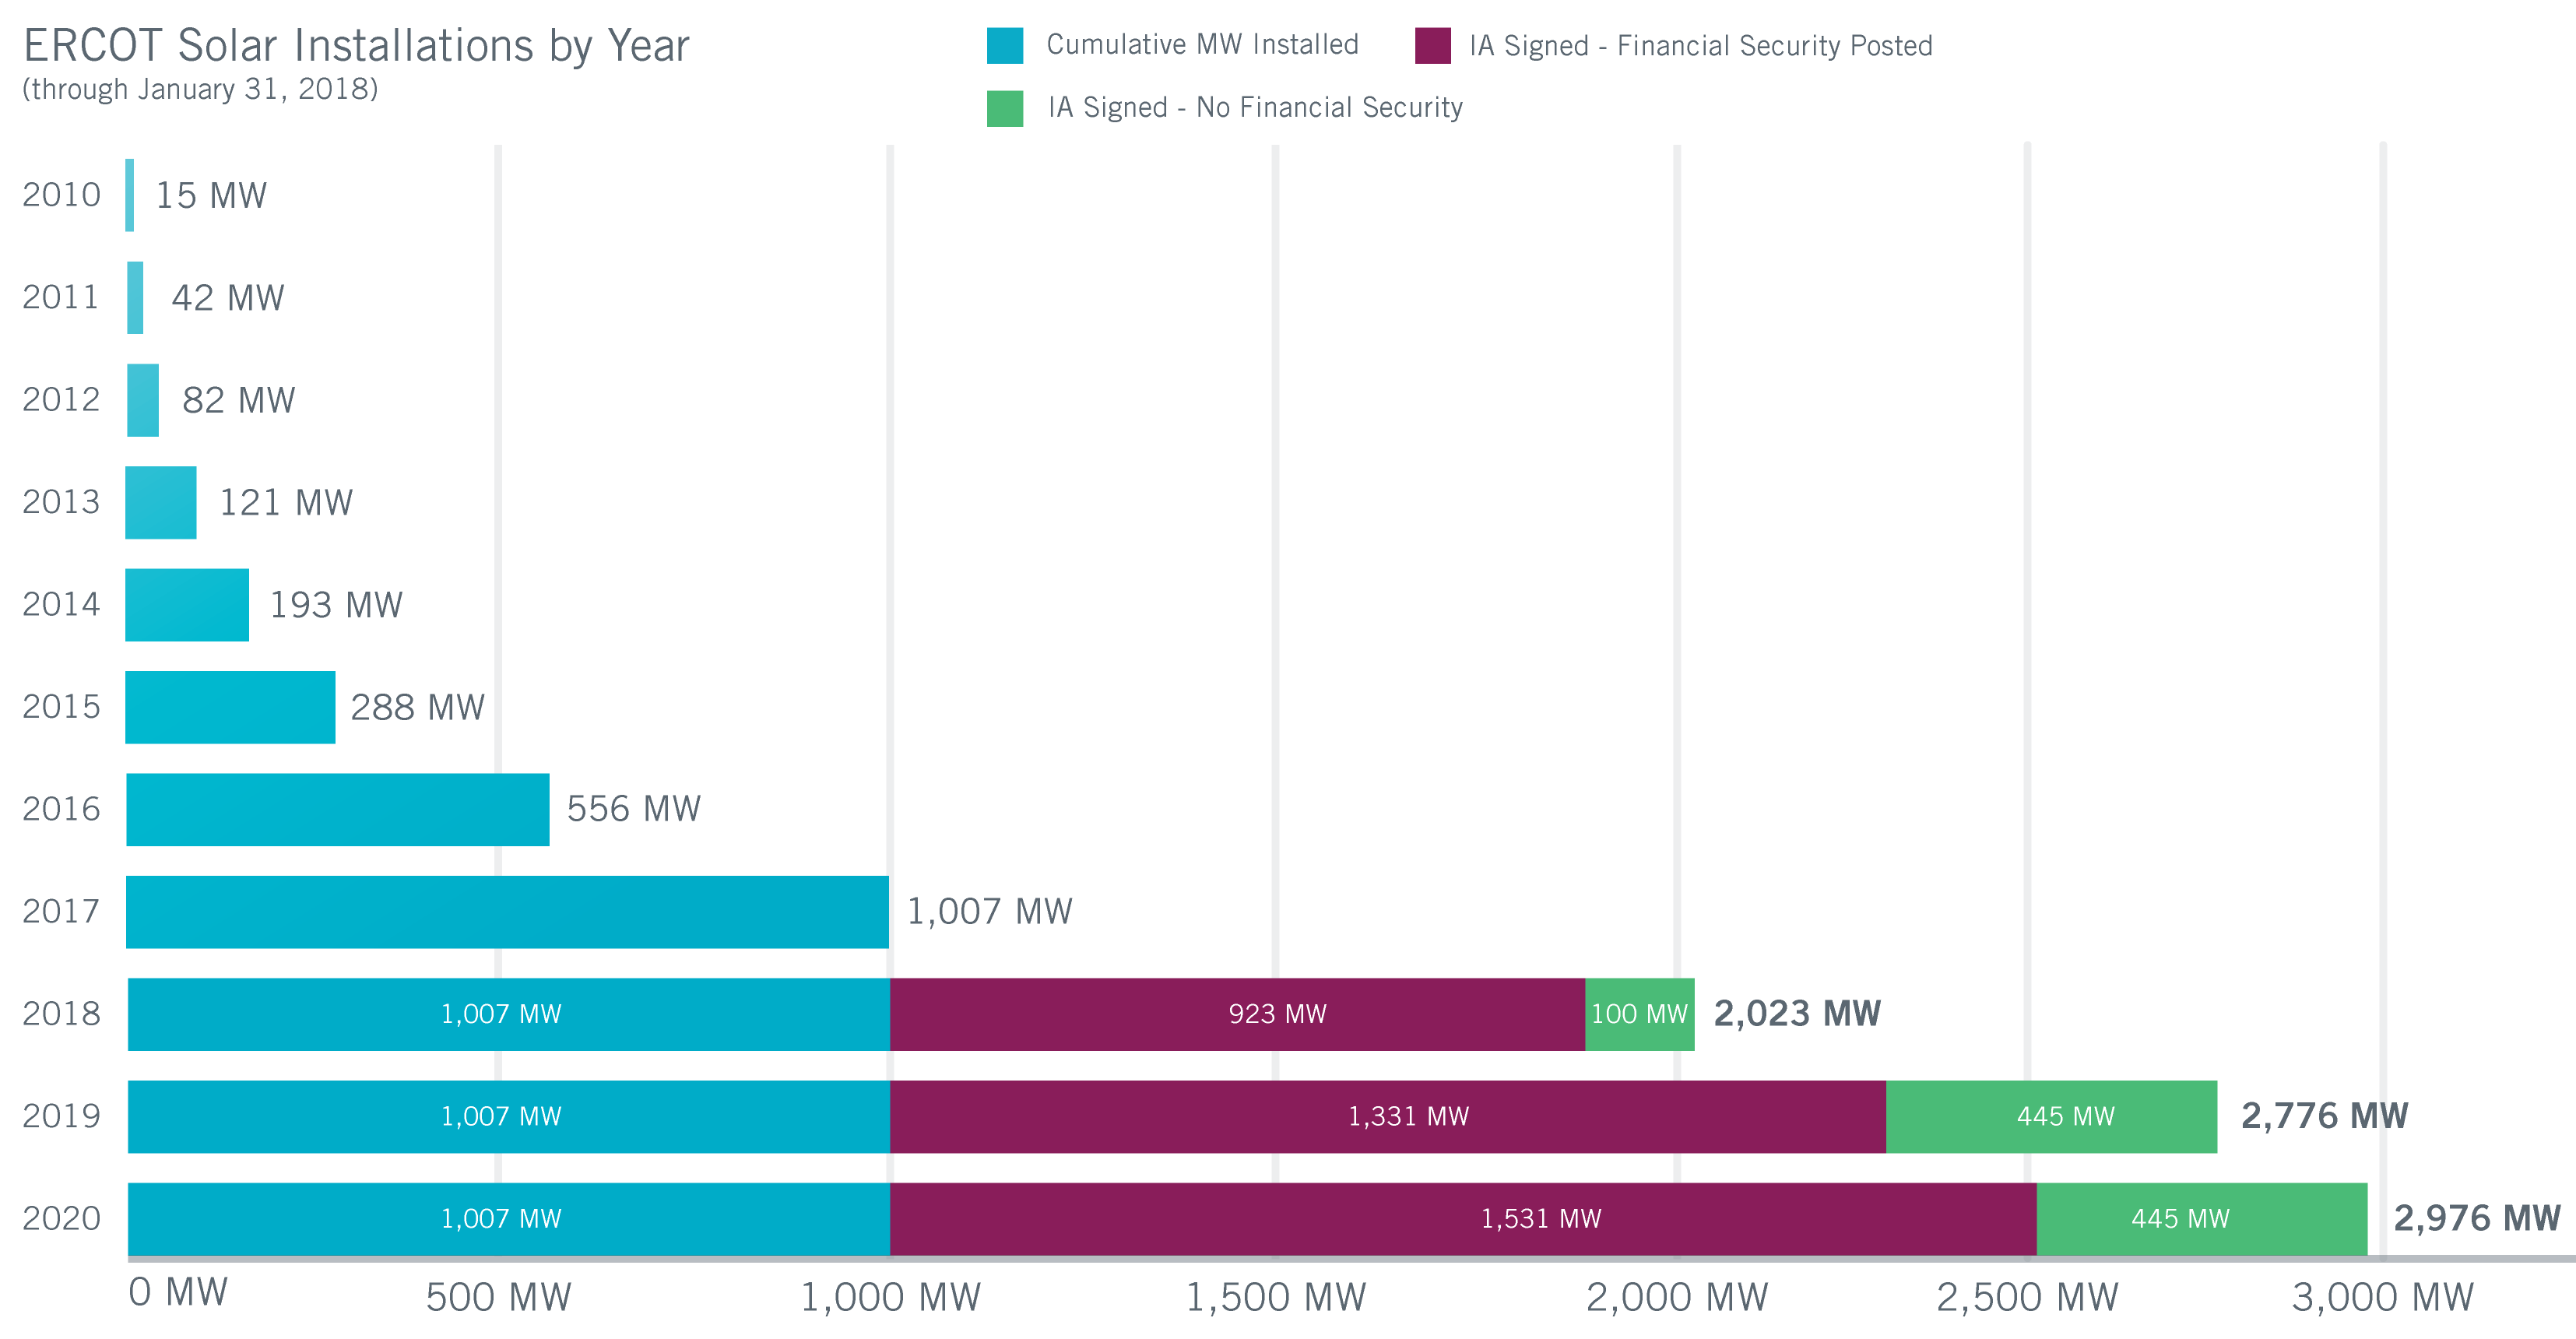 ERCOT Solar Installations by Year
(through January 31, 2018)
Cumulative MW Installed
IA Signed - Financial Security Posted
IA Signed - No Financial Security
2010 15 MW
2011 42 MW
2012 82 MW
2013 121 MW
2014 193 MW
2015 288 MW
2016 556 MW
2017 1,007 MW
2018 1,007 MW 923 MW 100 MW 2,023 MW
2019 1,007 MW 1,331 MW 445 MW 2,776 MW
2020 1,007 MW 1,531 MW 445 MW 2,976 MW
0 MW 500 MW 1,000 MW 1,500 MW 2,000 MW 2,500 MW 3,000 MW